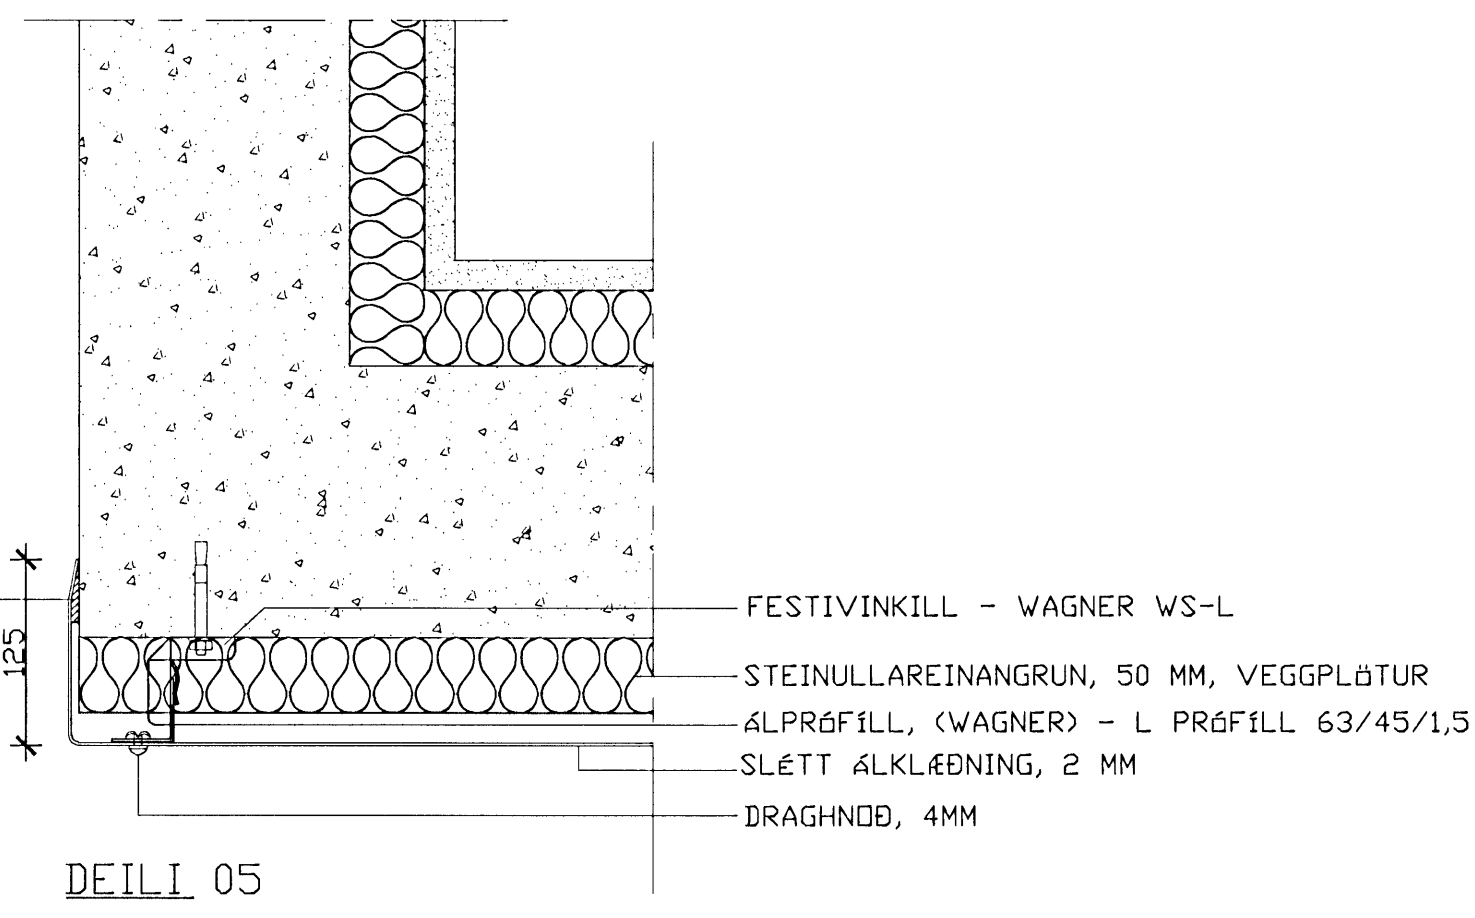 FESTIVINKILL - WAGNER WS-L
125
STEINULLAREINANGRUN, 50 MM, VEGGPLÖTUR
ÁLPRÓFÍLL, (WAGNER) - L PRÓFÍLL 63/45/1,5
SLÉTT ÁLKLÆÐNING, 2 MM
DRAGHNOÐ, 4MM
DEILI 05